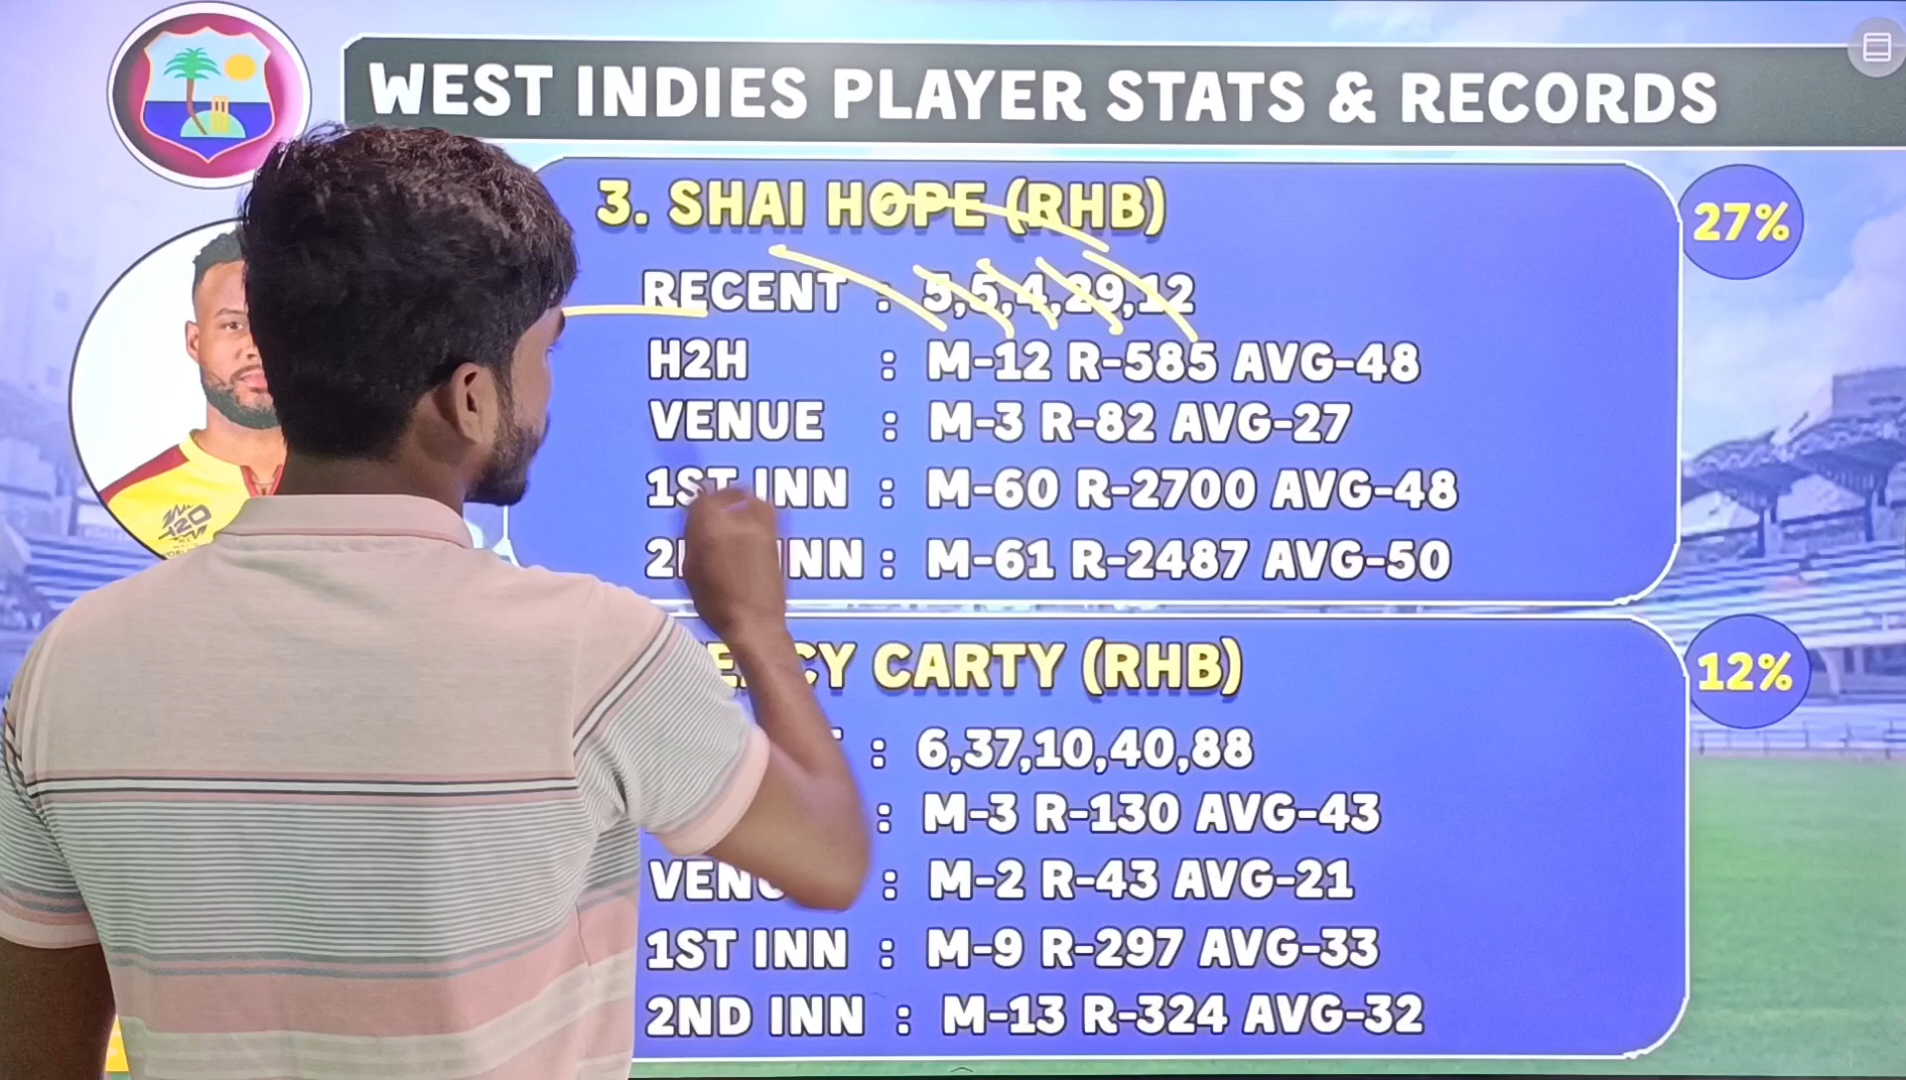 WEST INDIES PLAYER STATS & RECORDS
3. SHAI HOPE (RHB)
27%
RECENT : 5,5,4,29,12
H2H : M-12 R-585 AVG-48
VENUE : M-3 R-82 AVG-27
1ST INN : M-60 R-2700 AVG-48
INN : M-61 R-2487 AVG-50
CARTY (RHB)
12%
: 6,37,10,40,88
: M-3 R-130 AVG-43
: M-2 R-43 AVG-21
1ST INN : M-9 R-297 AVG-33
2ND INN : M-13 R-324 AVG-32